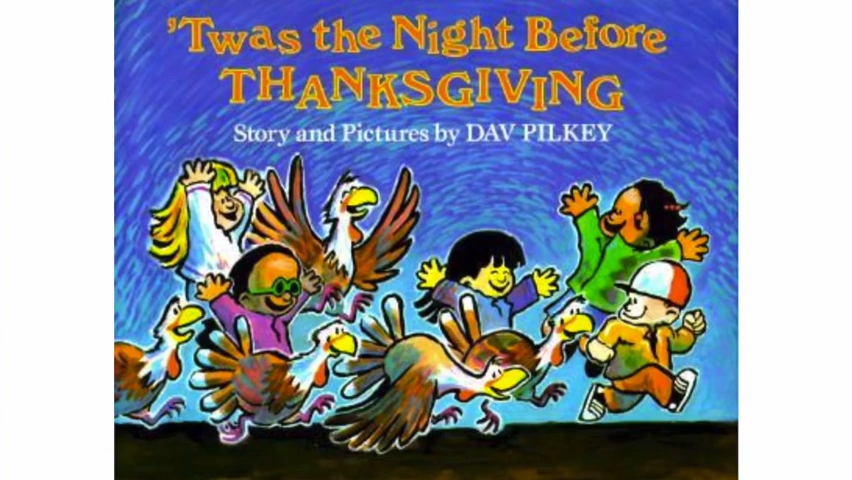 'Twas the Night Before
THANKSGIVING
Story and Pictures by DAV PILKEY